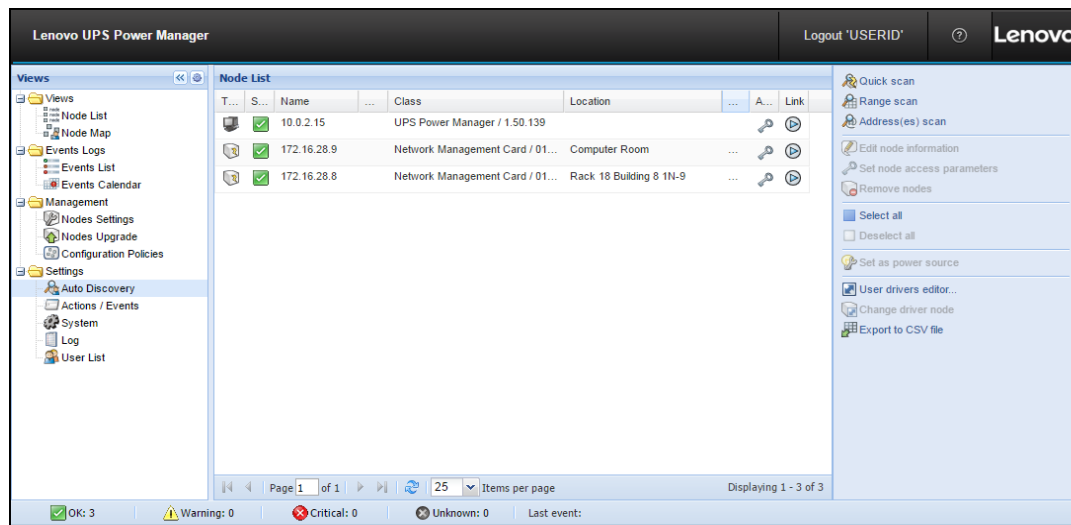 Lenovo UPS Power Manager
Logout 'USERID'
?
Lenovo
Views
Views
Node List
Node Map
Events Logs
Events List
Events Calendar
Management
Nodes Settings
Nodes Upgrade
Configuration Policies
Settings
Auto Discovery
Actions / Events
System
Log
User List
Node List
T... S... Name ... Class Location ... A... Link
10.0.2.15 UPS Power Manager / 1.50.139
172.16.28.9 Network Management Card / 01... Computer Room ...
172.16.28.8 Network Management Card / 01... Rack 18 Building 8 1N-9 ...
Page 1 of 1 25 Items per page Displaying 1 - 3 of 3
Quick scan
Range scan
Address(es) scan
Edit node information
Set node access parameters
Remove nodes
Select all
Deselect all
Set as power source
User drivers editor...
Change driver node
Export to CSV file
OK: 3 Warning: 0 Critical: 0 Unknown: 0 Last event: